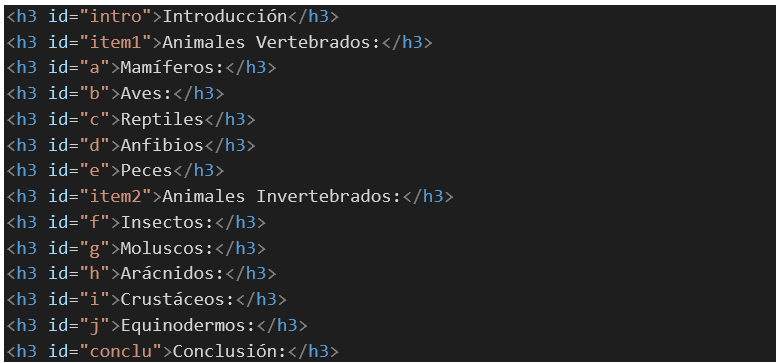 <h3 id="intro">Introducción</h3>
<h3 id="item1">Animales Vertebrados:</h3>
<h3 id="a">Mamíferos:</h3>
<h3 id="b">Aves:</h3>
<h3 id="c">Reptiles</h3>
<h3 id="d">Anfibios</h3>
<h3 id="e">Peces</h3>
<h3 id="item2">Animales Invertebrados:</h3>
<h3 id="f">Insectos:</h3>
<h3 id="g">Moluscos:</h3>
<h3 id="h">Arácnidos:</h3>
<h3 id="i">Crustáceos:</h3>
<h3 id="j">Equinodermos:</h3>
<h3 id="conclu">Conclusión:</h3>